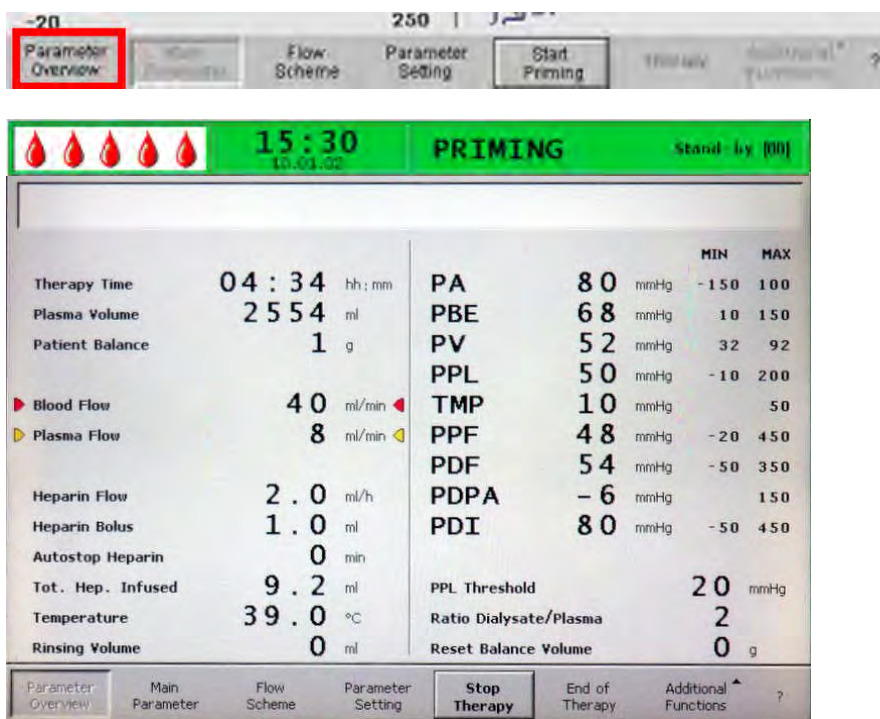 -20 250
Parameter Overview Main Parameter Flow Scheme Parameter Setting Start Priming Therapy Additional Functions ?
15:30 PRIMING Stand-by [00]
10.01.02
MIN MAX
Therapy Time 04:34 hh:mm PA 80 mmHg -150 100
Plasma Volume 2554 ml PBE 68 mmHg 10 150
Patient Balance 1 g PV 52 mmHg 32 92
PPL 50 mmHg -10 200
Blood Flow 40 ml/min TMP 10 mmHg 50
Plasma Flow 8 ml/min PPF 48 mmHg -20 450
PDF 54 mmHg -50 350
Heparin Flow 2.0 ml/h PDPA -6 mmHg 150
Heparin Bolus 1.0 ml PDI 80 mmHg -50 450
Autostop Heparin 0 min
Tot. Hep. Infused 9.2 ml PPL Threshold 20 mmHg
Temperature 39.0 °C Ratio Dialysate/Plasma 2
Rinsing Volume 0 ml Reset Balance Volume 0 g
Parameter Overview Main Parameter Flow Scheme Parameter Setting Stop Therapy End of Therapy Additional Functions ?